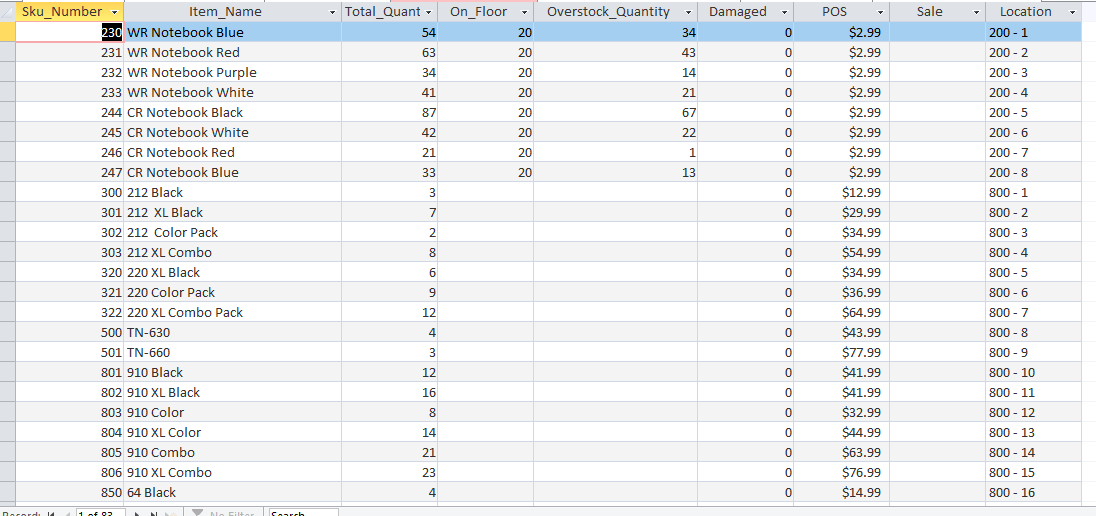 Sku_Number Item_Name Total_Quant On_Floor Overstock_Quantity Damaged POS Sale Location
230 WR Notebook Blue 54 20 34 0 $2.99 200 - 1
231 WR Notebook Red 63 20 43 0 $2.99 200 - 2
232 WR Notebook Purple 34 20 14 0 $2.99 200 - 3
233 WR Notebook White 41 20 21 0 $2.99 200 - 4
244 CR Notebook Black 87 20 67 0 $2.99 200 - 5
245 CR Notebook White 42 20 22 0 $2.99 200 - 6
246 CR Notebook Red 21 20 1 0 $2.99 200 - 7
247 CR Notebook Blue 33 20 13 0 $2.99 200 - 8
300 212 Black 3 0 $12.99 800 - 1
301 212 XL Black 7 0 $29.99 800 - 2
302 212 Color Pack 2 0 $34.99 800 - 3
303 212 XL Combo 8 0 $54.99 800 - 4
320 220 XL Black 6 0 $34.99 800 - 5
321 220 Color Pack 9 0 $36.99 800 - 6
322 220 XL Combo Pack 12 0 $64.99 800 - 7
500 TN-630 4 0 $43.99 800 - 8
501 TN-660 3 0 $77.99 800 - 9
801 910 Black 12 0 $41.99 800 - 10
802 910 XL Black 16 0 $41.99 800 - 11
803 910 Color 8 0 $32.99 800 - 12
804 910 XL Color 14 0 $44.99 800 - 13
805 910 Combo 21 0 $63.99 800 - 14
806 910 XL Combo 23 0 $76.99 800 - 15
850 64 Black 4 0 $14.99 800 - 16
Record: 1 of 83 No Filter Search